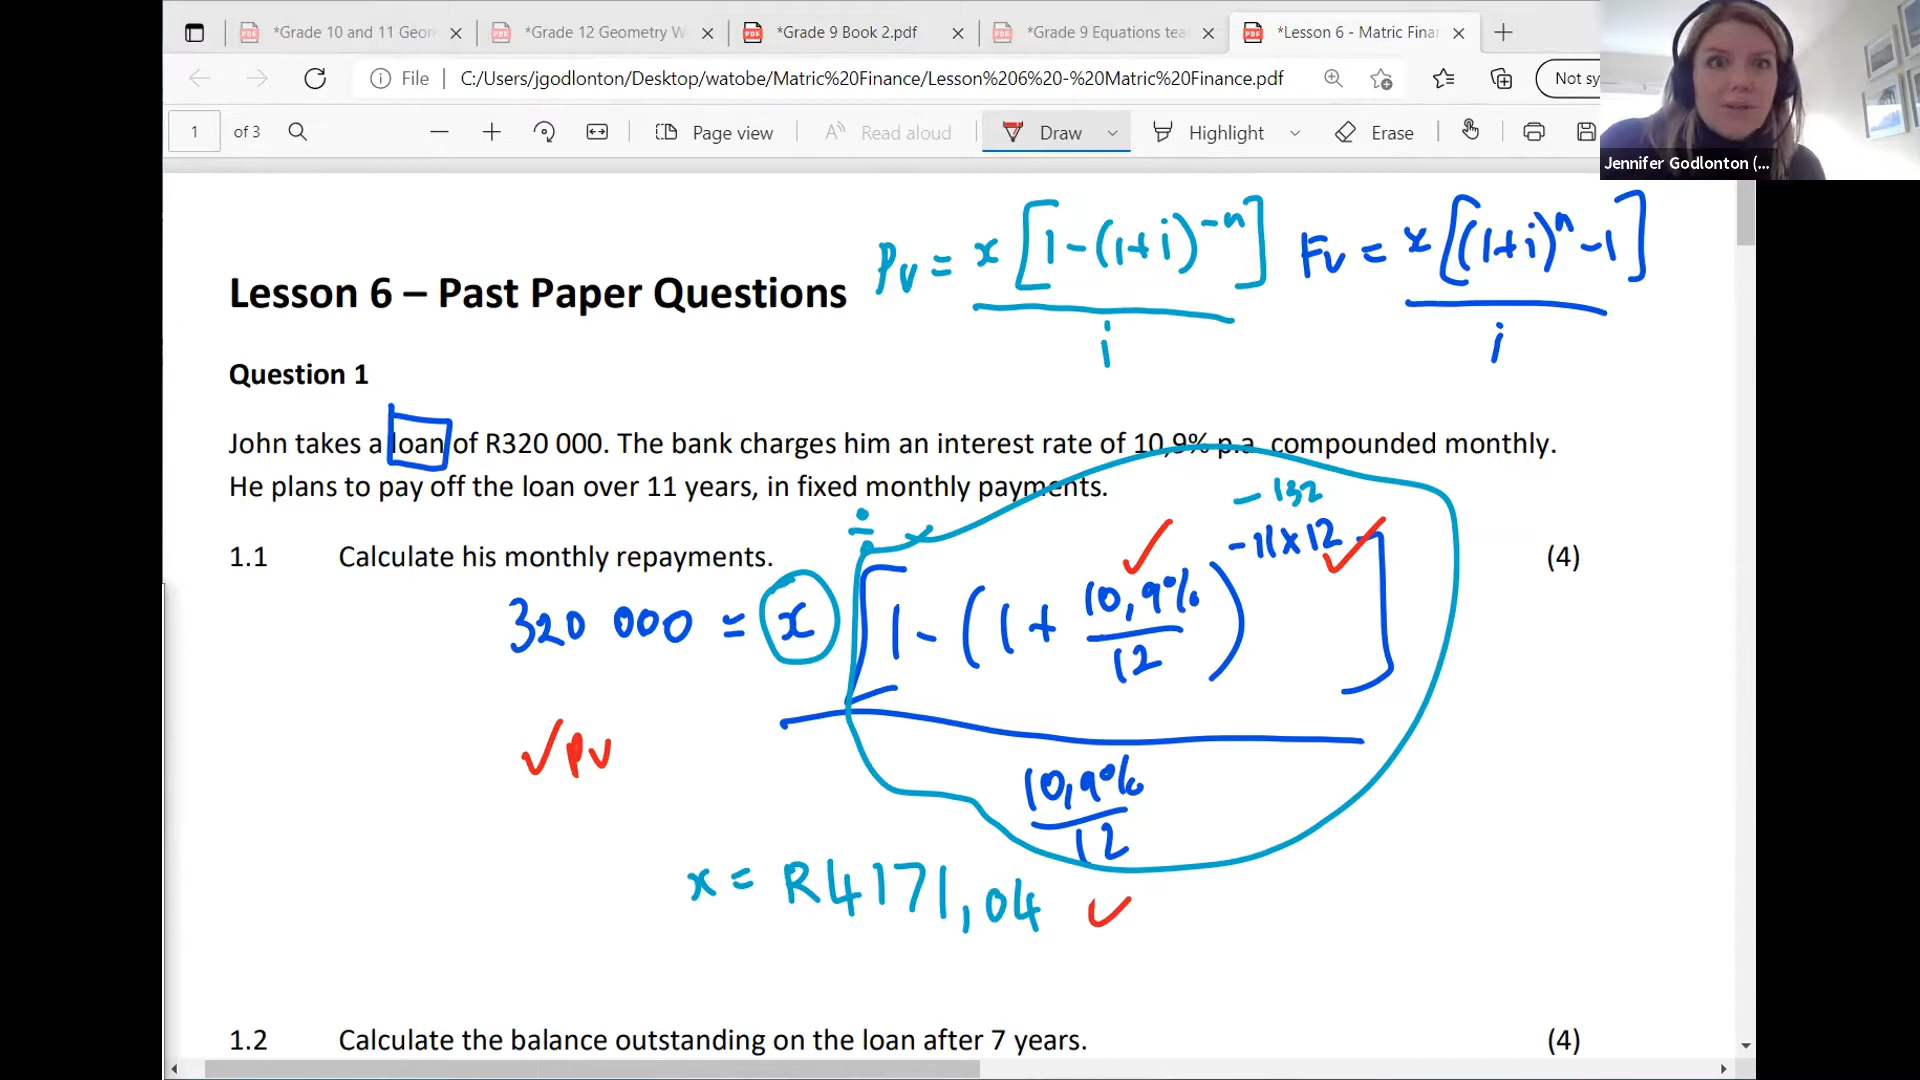 *Grade 10 and 11 Geon
*Grade 12 Geometry W
*Grade 9 Book 2.pdf
*Grade 9 Equations tea
*Lesson 6 - Matric Finan
File C:/Users/jgodlonton/Desktop/watobe/Matric%20Finance/Lesson%206%20-%20Matric%20Finance.pdf Not sy
1 of 3 Page view Read aloud Draw Highlight Erase
Jennifer Godlonton (...
Pv = x[1-(1+i)^-n] / i Fv = x[(1+i)^n -1] / i
Lesson 6 – Past Paper Questions
Question 1
John takes a loan of R320 000. The bank charges him an interest rate of 10,9% p.a. compounded monthly.
He plans to pay off the loan over 11 years, in fixed monthly payments.
-132
÷
1.1 Calculate his monthly repayments. (4)
320 000 = x[1-(1+10,9%/12)^-11x12] / 10,9%/12
✓Pv
x = R4171,04 ✓
1.2 Calculate the balance outstanding on the loan after 7 years. (4)